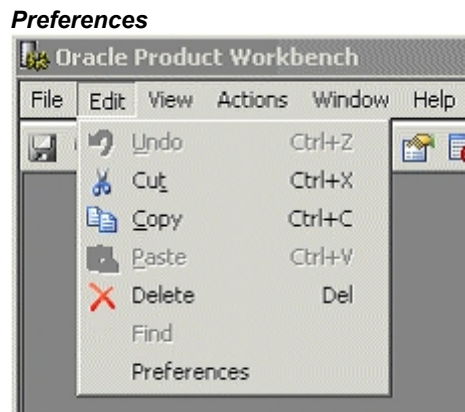 Preferences
Oracle Product Workbench
File Edit View Actions Window Help
Undo Ctrl+Z
Cut Ctrl+X
Copy Ctrl+C
Paste Ctrl+V
Delete Del
Find
Preferences